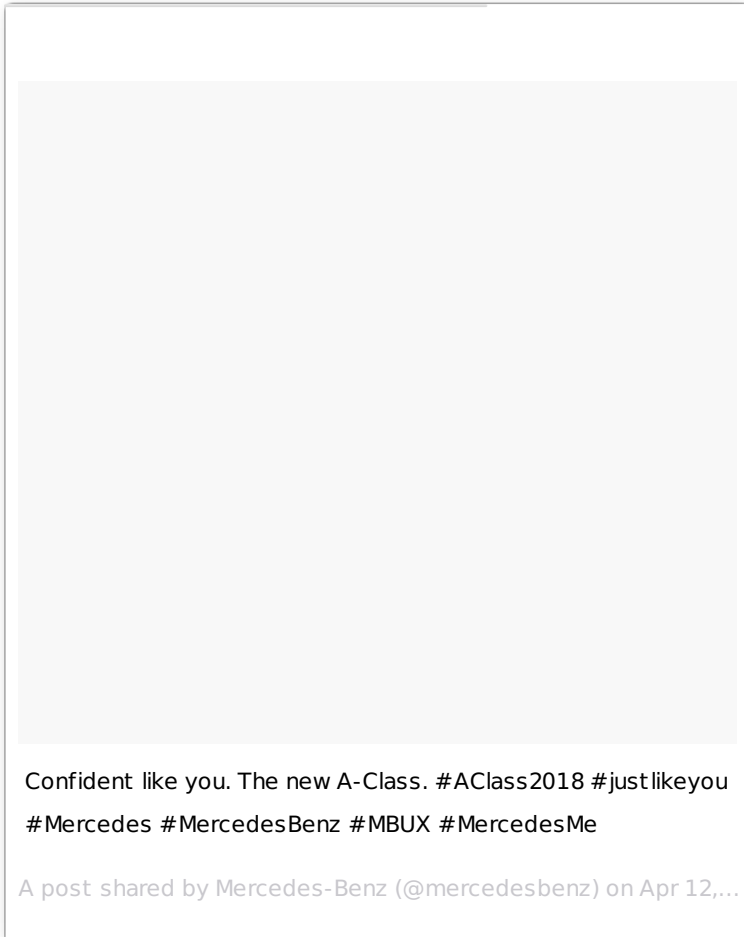 Confident like you. The new A-Class. #AClass2018 #justlikeyou
#Mercedes #MercedesBenz #MBUX #MercedesMe
A post shared by Mercedes-Benz (@mercedesbenz) on Apr 12,...